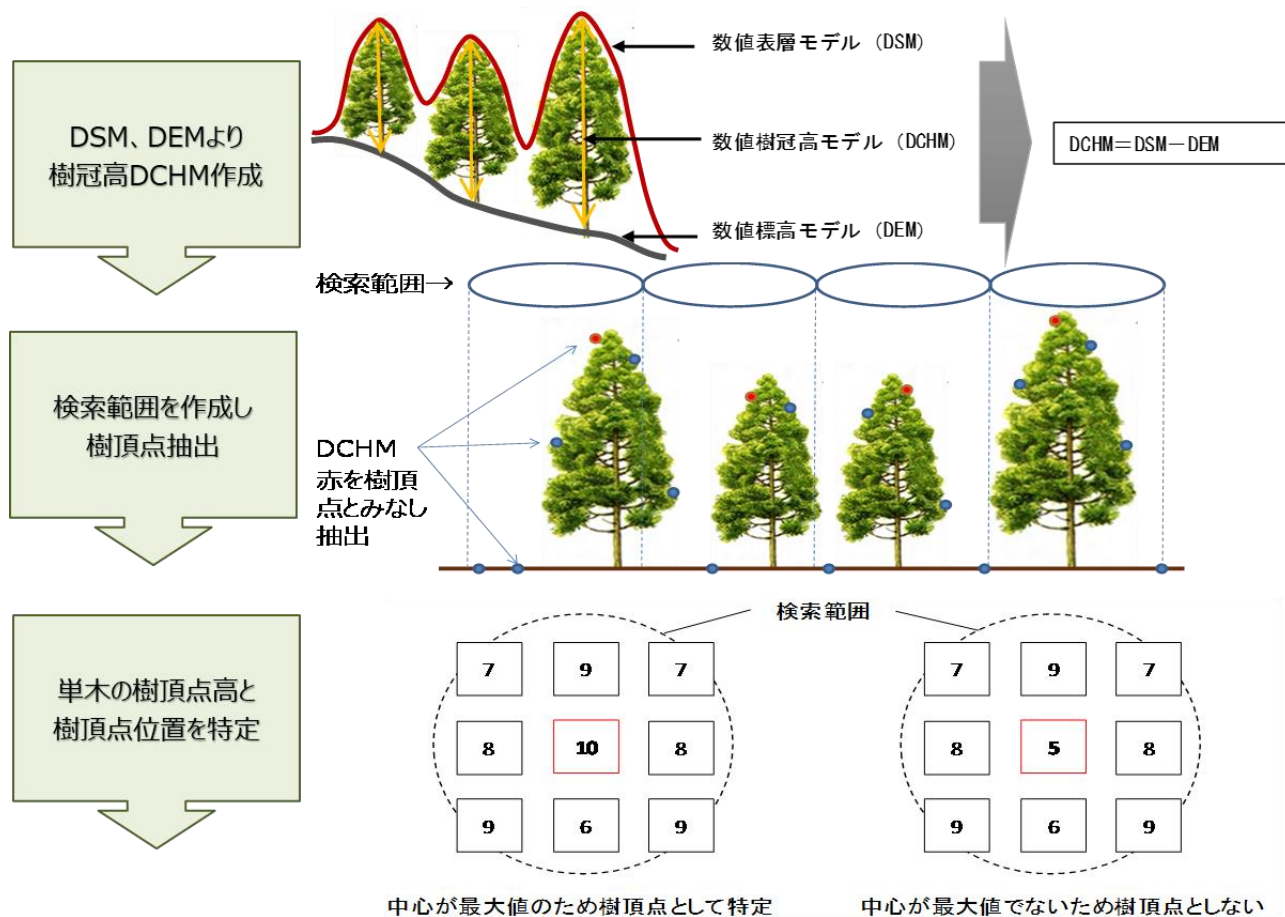 DSM、DEMより
樹冠高DCHM作成
数値表層モデル (DSM)
数値樹冠高モデル (DCHM)
数値標高モデル (DEM)
DCHM=DSM-DEM
検索範囲を作成し
樹頂点抽出
検索範囲→
DCHM
赤を樹頂
点とみなし
抽出
単木の樹頂点高と
樹頂点位置を特定
検索範囲
7 9 7
8 10 8
9 6 9
中心が最大値のため樹頂点として特定
7 9 7
8 5 8
9 6 9
中心が最大値でないため樹頂点としない